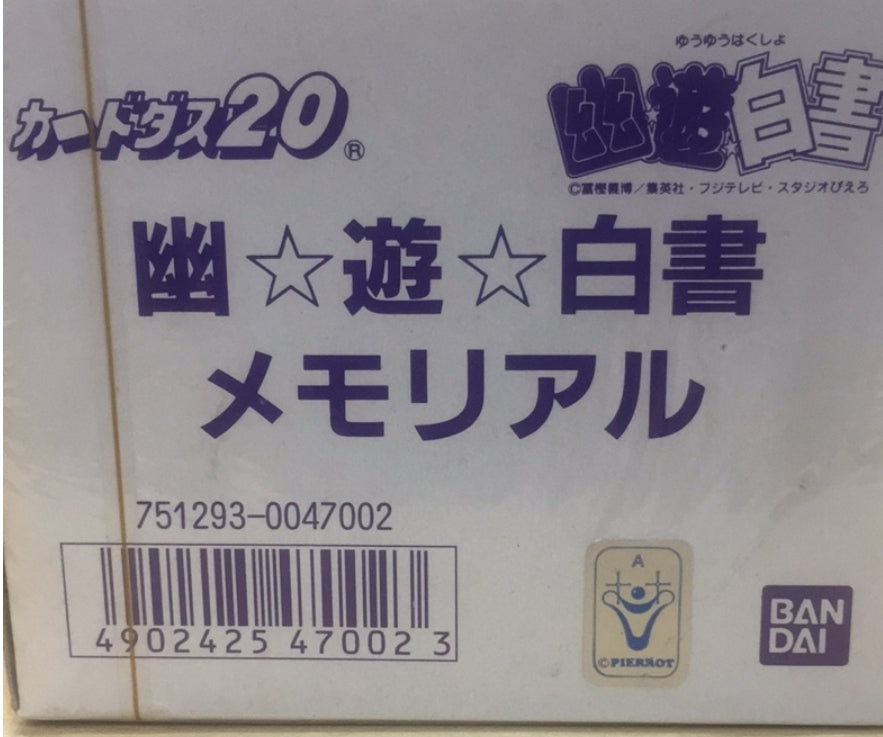 カードダス20®
ゆうゆうはくしょ
幽☆遊☆白書
©冨樫義博／集英社・フジテレビ・スタジオぴえろ
幽☆遊☆白書
メモリアル
751293-0047002
4902425 47002 3
A
©PIERROT
BAN
DAI